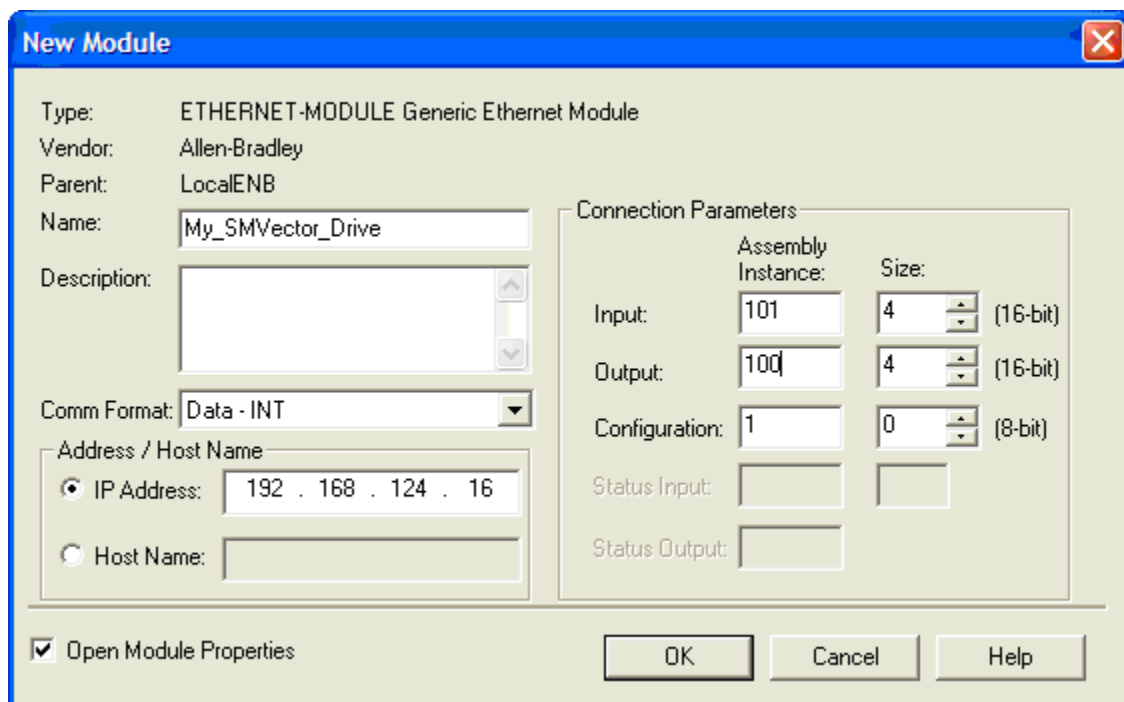 New Module
Type: ETHERNET-MODULE Generic Ethernet Module
Vendor: Allen-Bradley
Parent: LocalENB
Name: My_SMVector_Drive
Description:
Comm Format: Data - INT
Address / Host Name
IP Address: 192 . 168 . 124 . 16
Host Name:
Connection Parameters
Assembly
Instance: Size:
Input: 101 4 (16-bit)
Output: 100 4 (16-bit)
Configuration: 1 0 (8-bit)
Status Input:
Status Output:
Open Module Properties
OK Cancel Help